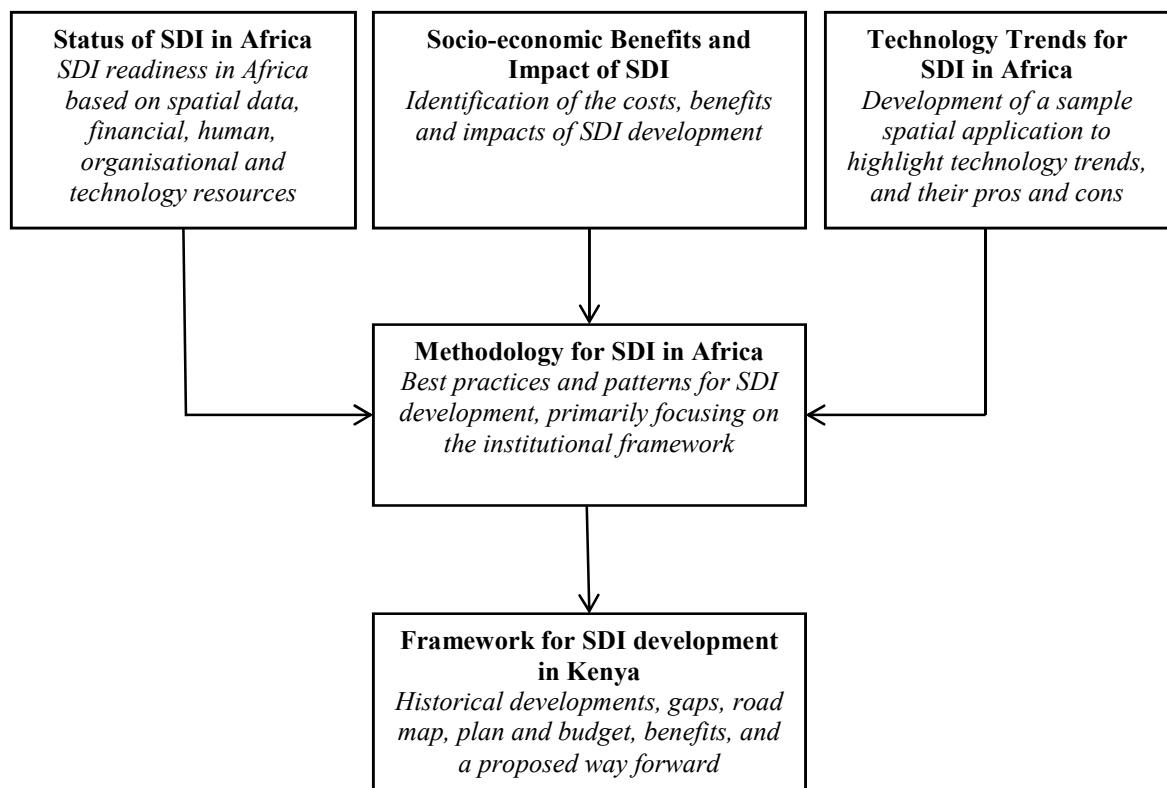 Status of SDI in Africa
SDI readiness in Africa
based on spatial data,
financial, human,
organisational and
technology resources
Socio-economic Benefits and
Impact of SDI
Identification of the costs, benefits
and impacts of SDI development
Technology Trends for
SDI in Africa
Development of a sample
spatial application to
highlight technology trends,
and their pros and cons
Methodology for SDI in Africa
Best practices and patterns for SDI
development, primarily focusing on
the institutional framework
Framework for SDI development
in Kenya
Historical developments, gaps, road
map, plan and budget, benefits, and
a proposed way forward